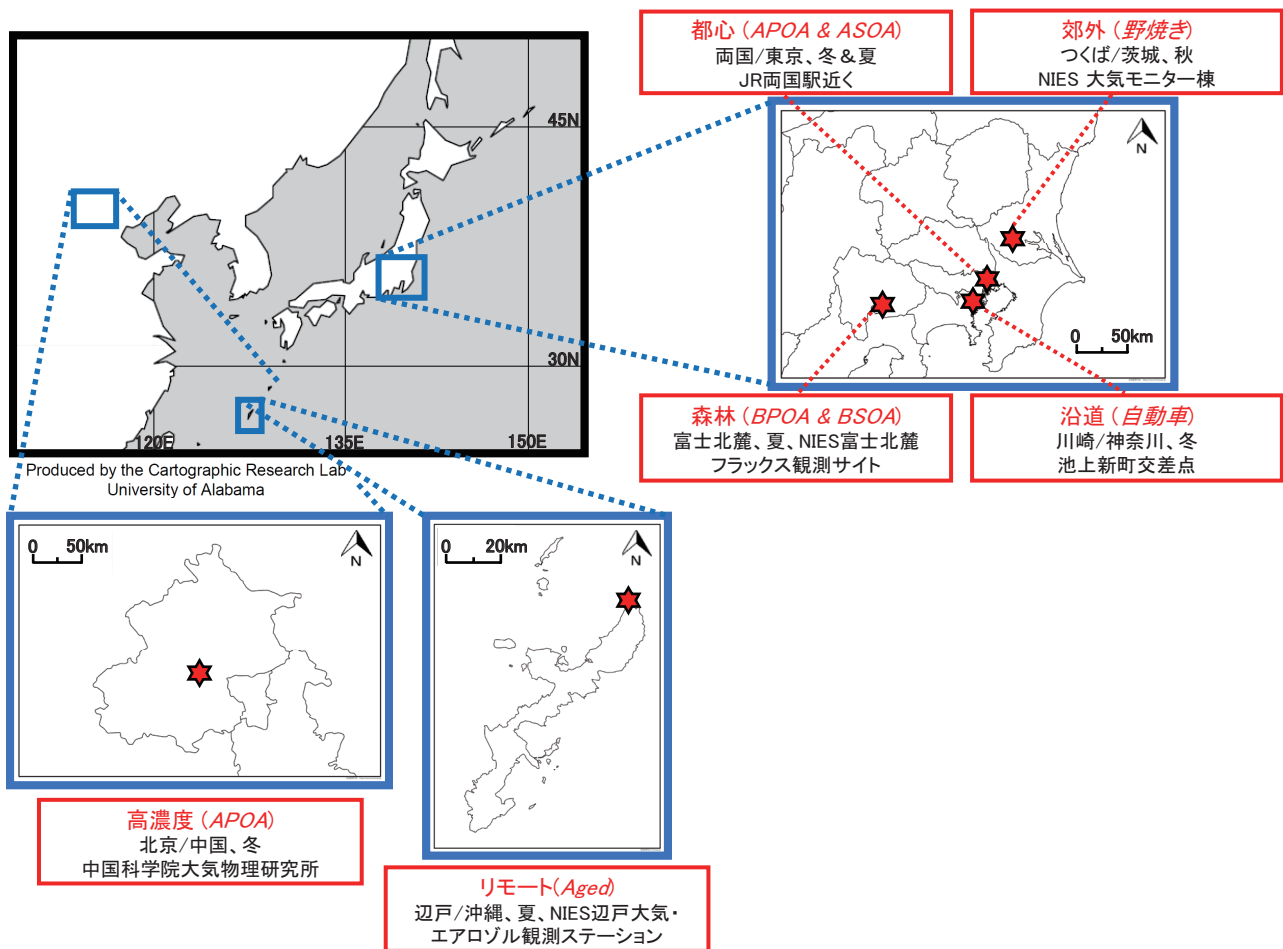 都心 (APOA & ASOA)
両国/東京、冬&夏
JR両国駅近く
郊外 (野焼き)
つくば/茨城、秋
NIES 大気モニター棟
45N
30N
120E
135E
150E
Produced by the Cartographic Research Lab
University of Alabama
N
0 50km
森林 (BPOA & BSOA)
富士北麓、夏、NIES富士北麓
フラックス観測サイト
沿道 (自動車)
川崎/神奈川、冬
池上新町交差点
0 50km
N
0 20km
N
高濃度 (APOA)
北京/中国、冬
中国科学院大気物理研究所
リモート(Aged)
辺戸/沖縄、夏、NIES辺戸大気・
エアロゾル観測ステーション